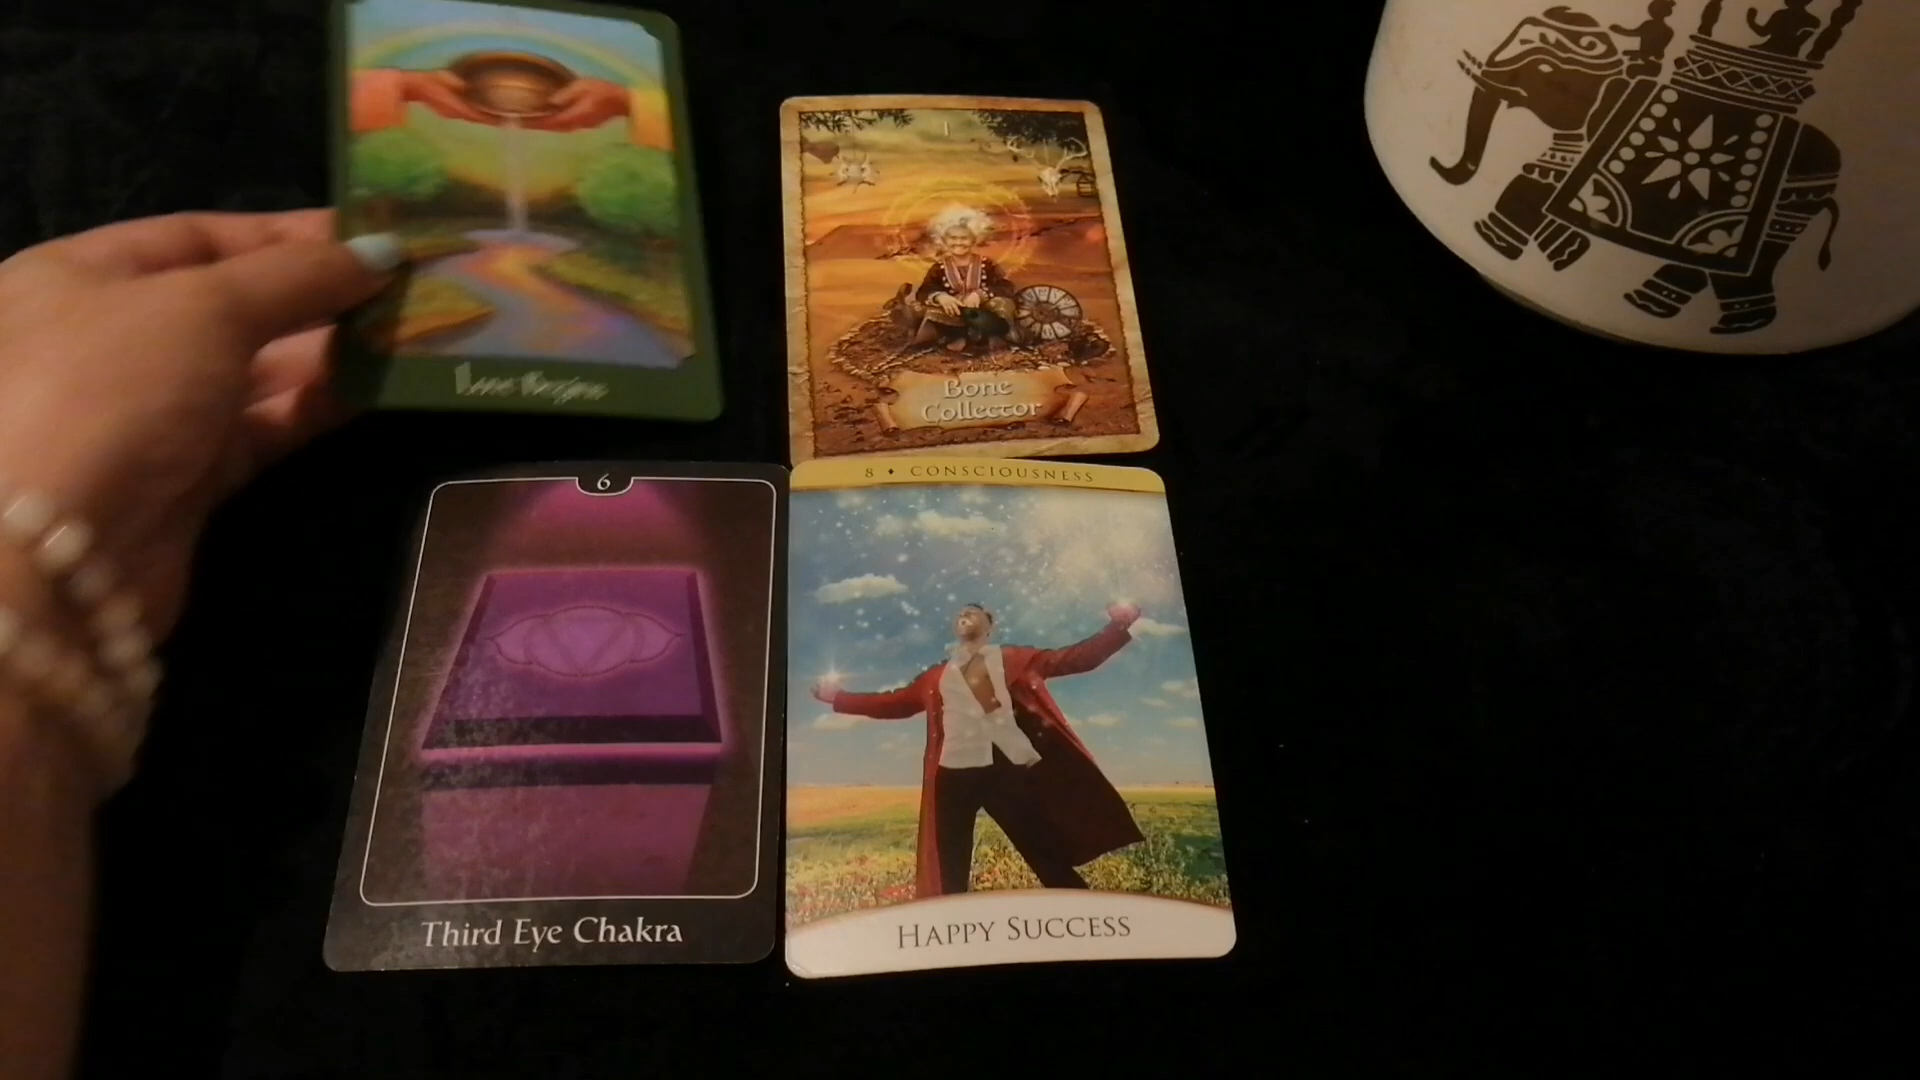 I
Bone
Collector
6
Third Eye Chakra
8 ♦ CONSCIOUSNESS
HAPPY SUCCESS